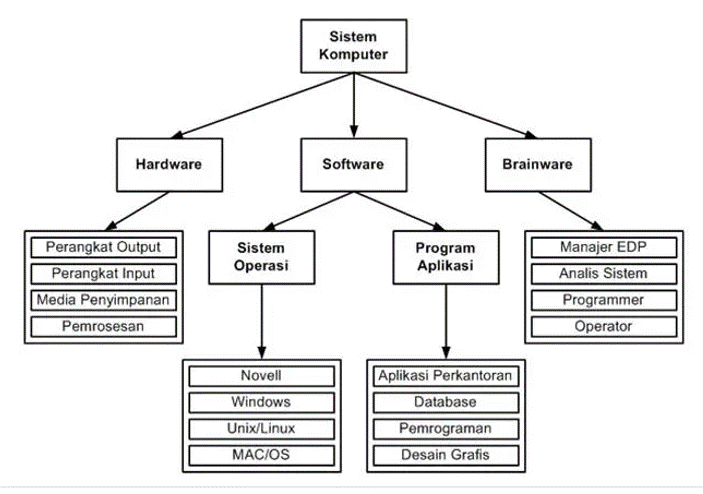 Sistem
Komputer
Hardware
Software
Brainware
Perangkat Output
Perangkat Input
Media Penyimpanan
Pemrosesan
Sistem
Operasi
Program
Aplikasi
Manajer EDP
Analis Sistem
Programmer
Operator
Novell
Windows
Unix/Linux
MAC/OS
Aplikasi Perkantoran
Database
Pemrograman
Desain Grafis